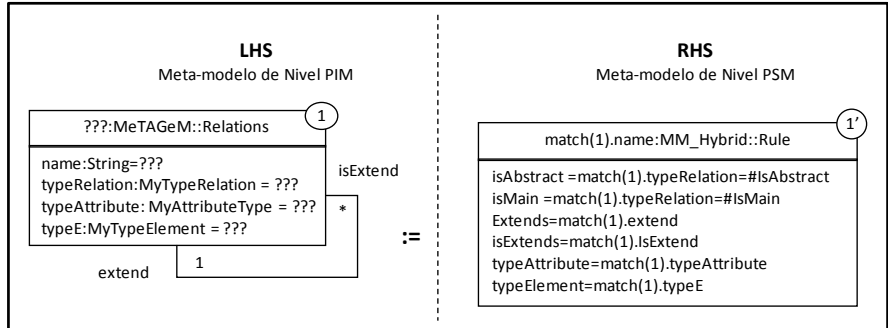 LHS
Meta-modelo de Nivel PIM
???:MeTAGeM::Relations
1
name:String=???
typeRelation:MyTypeRelation = ???
typeAttribute: MyAttributeType = ???
typeE:MyTypeElement = ???
isExtend
*
1
extend
:=
RHS
Meta-modelo de Nivel PSM
match(1).name:MM_Hybrid::Rule
1’
isAbstract =match(1).typeRelation=#IsAbstract
isMain =match(1).typeRelation=#IsMain
Extends=match(1).extend
isExtends=match(1).IsExtend
typeAttribute=match(1).typeAttribute
typeElement=match(1).typeE